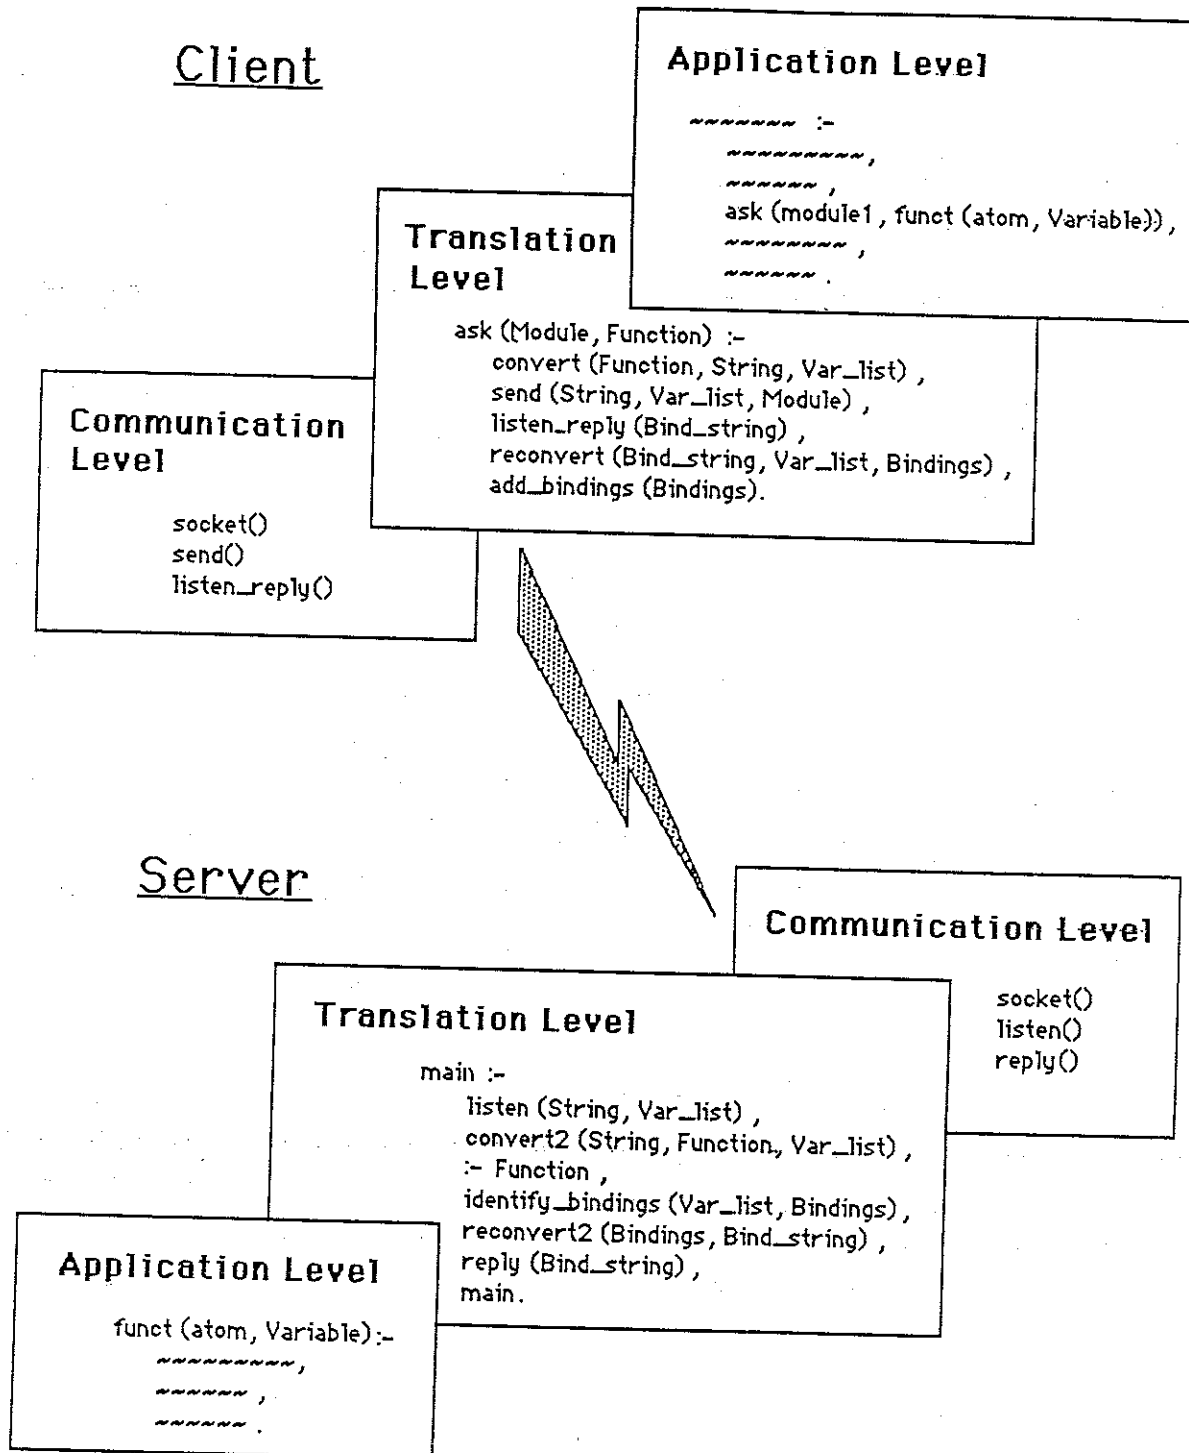 Client
Application Level
~~~~~~~ :-
~~~~~~~~~,
~~~~~~ ,
ask (module1, funct (atom, Variable)),
~~~~~~~~ ,
~~~~~~ .
Translation
Level
ask (Module, Function) :-
convert (Function, String, Var_list) ,
send (String, Var_list, Module) ,
listen_reply (Bind_string) ,
reconvert (Bind_string, Var_list, Bindings) ,
add_bindings (Bindings).
Communication
Level
socket()
send()
listen_reply()
Server
Communication Level
socket()
listen()
reply()
Translation Level
main :-
listen (String, Var_list) ,
convert2 (String, Function, Var_list) ,
:- Function ,
identify_bindings (Var_list, Bindings) ,
reconvert2 (Bindings, Bind_string) ,
reply (Bind_string) ,
main.
Application Level
funct (atom, Variable) :-
~~~~~~~~~,
~~~~~~ ,
~~~~~~ .